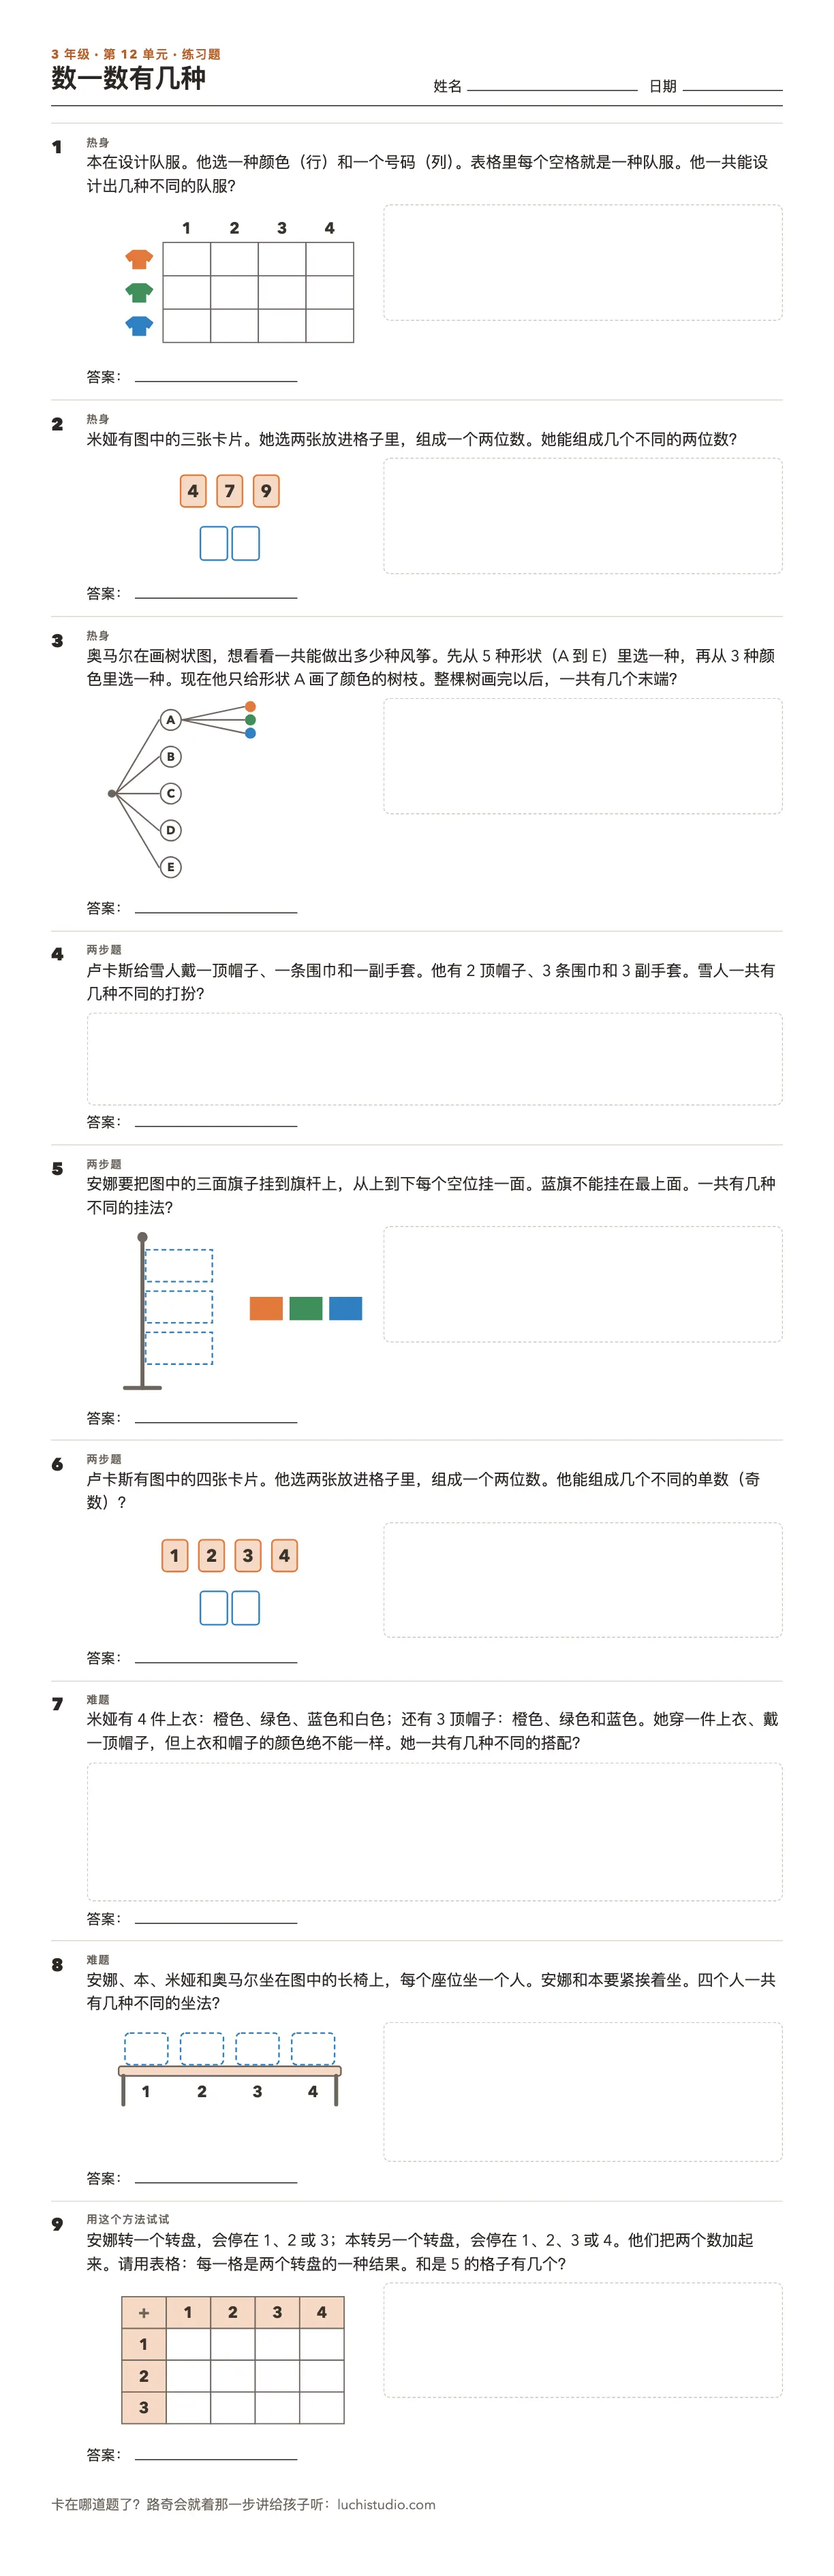 3 年级 · 第 12 单元 · 练习题
数一数有几种
姓名
日期
1
热身
本在设计队服。他选一种颜色（行）和一个号码（列）。表格里每个空格就是一种队服。他一共能设
计出几种不同的队服？
1 2 3 4
答案：
2
热身
米娅有图中的三张卡片。她选两张放进格子里，组成一个两位数。她能组成几个不同的两位数？
4 7 9
答案：
3
热身
奥马尔在画树状图，想看看一共能做出多少种风筝。先从 5 种形状（A 到 E）里选一种，再从 3 种颜
色里选一种。现在他只给形状 A 画了颜色的树枝。整棵树画完以后，一共有几个末端？
A
B
C
D
E
答案：
4
两步题
卢卡斯给雪人戴一顶帽子、一条围巾和一副手套。他有 2 顶帽子、3 条围巾和 3 副手套。雪人一共有
几种不同的打扮？
答案：
5
两步题
安娜要把图中的三面旗子挂到旗杆上，从上到下每个空位挂一面。蓝旗不能挂在最上面。一共有几种
不同的挂法？
答案：
6
两步题
卢卡斯有图中的四张卡片。他选两张放进格子里，组成一个两位数。他能组成几个不同的单数（奇
数）？
1 2 3 4
答案：
7
难题
米娅有 4 件上衣：橙色、绿色、蓝色和白色；还有 3 顶帽子：橙色、绿色和蓝色。她穿一件上衣、戴
一顶帽子，但上衣和帽子的颜色绝不能一样。她一共有几种不同的搭配？
答案：
8
难题
安娜、本、米娅和奥马尔坐在图中的长椅上，每个座位坐一个人。安娜和本要紧挨着坐。四个人一共
有几种不同的坐法？
1 2 3 4
答案：
9
用这个方法试试
安娜转一个转盘，会停在 1、2 或 3；本转另一个转盘，会停在 1、2、3 或 4。他们把两个数加起
来。请用表格：每一格是两个转盘的一种结果。和是 5 的格子有几个？
+ 1 2 3 4
1
2
3
答案：
卡在哪道题了？路奇会就着那一步讲给孩子听：luchistudio.com